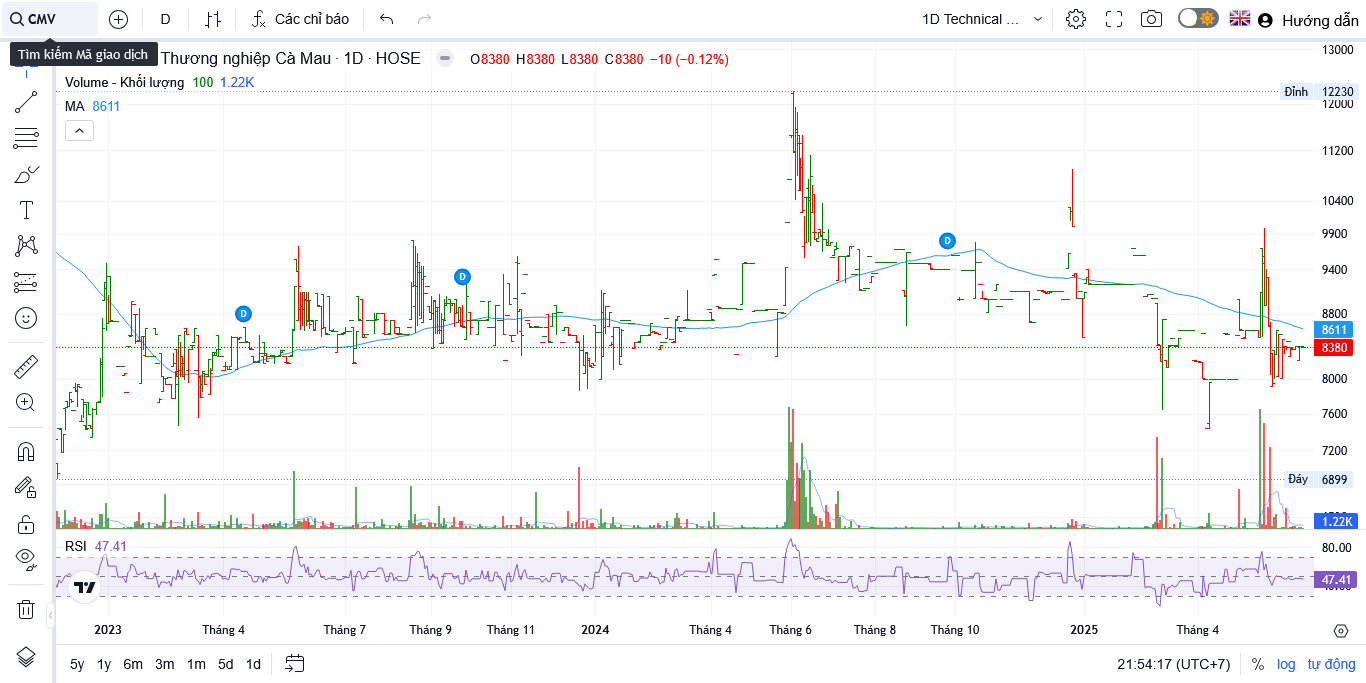 CMV D Các chỉ báo 1D Technical ... Hướng dẫn
Tìm kiếm Mã giao dịch Thương nghiệp Cà Mau · 1D · HOSE O8380 H8380 L8380 C8380 −10 (−0.12%)
Volume - Khối lượng 100 1.22K
MA 8611
13000
Đỉnh 12230
12000
11200
10400
9900
9400
8800
8611
8380
8000
7600
7200
Đáy 6899
1.22K
D
D
D
RSI 47.41
80.00
47.41
2023 Tháng 4 Tháng 7 Tháng 9 Tháng 11 2024 Tháng 4 Tháng 6 Tháng 8 Tháng 10 2025 Tháng 4
5y 1y 6m 3m 1m 5d 1d 21:54:17 (UTC+7) % log tự động